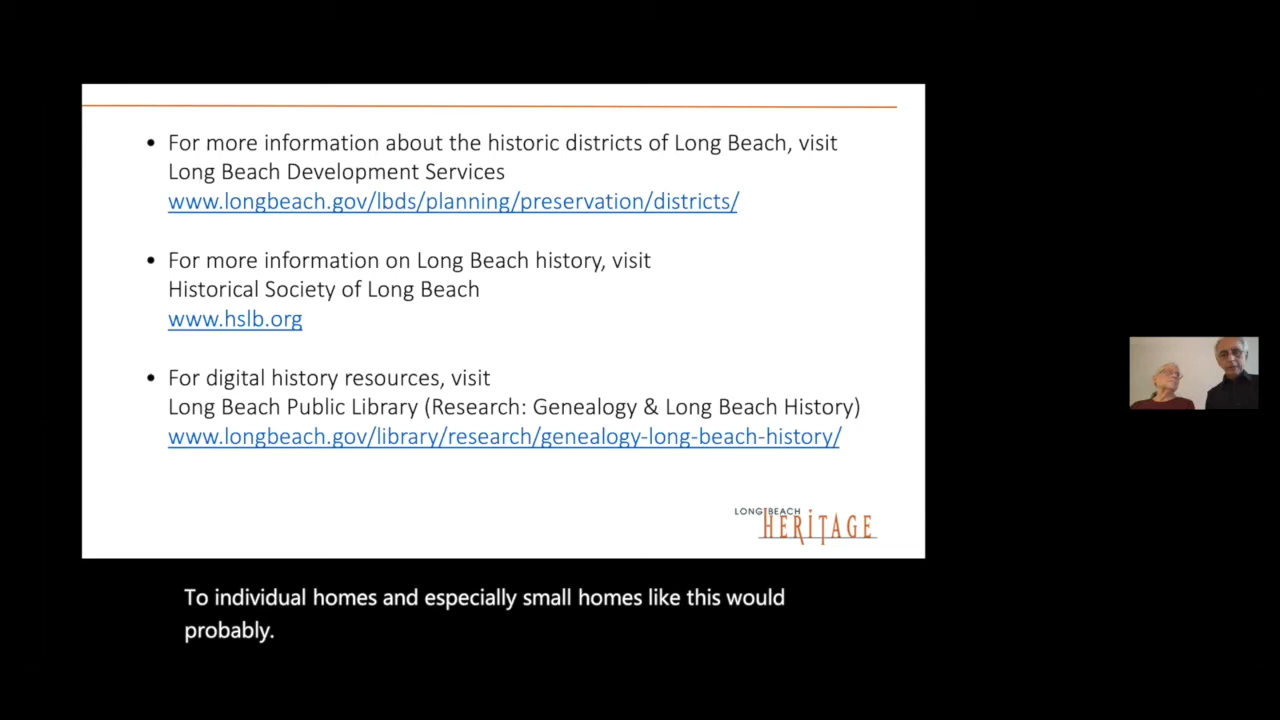 • For more information about the historic districts of Long Beach, visit
Long Beach Development Services
www.longbeach.gov/lbds/planning/preservation/districts/
• For more information on Long Beach history, visit
Historical Society of Long Beach
www.hslb.org
• For digital history resources, visit
Long Beach Public Library (Research: Genealogy & Long Beach History)
www.longbeach.gov/library/research/genealogy-long-beach-history/
LONG BEACH
HERITAGE
To individual homes and especially small homes like this would
probably.